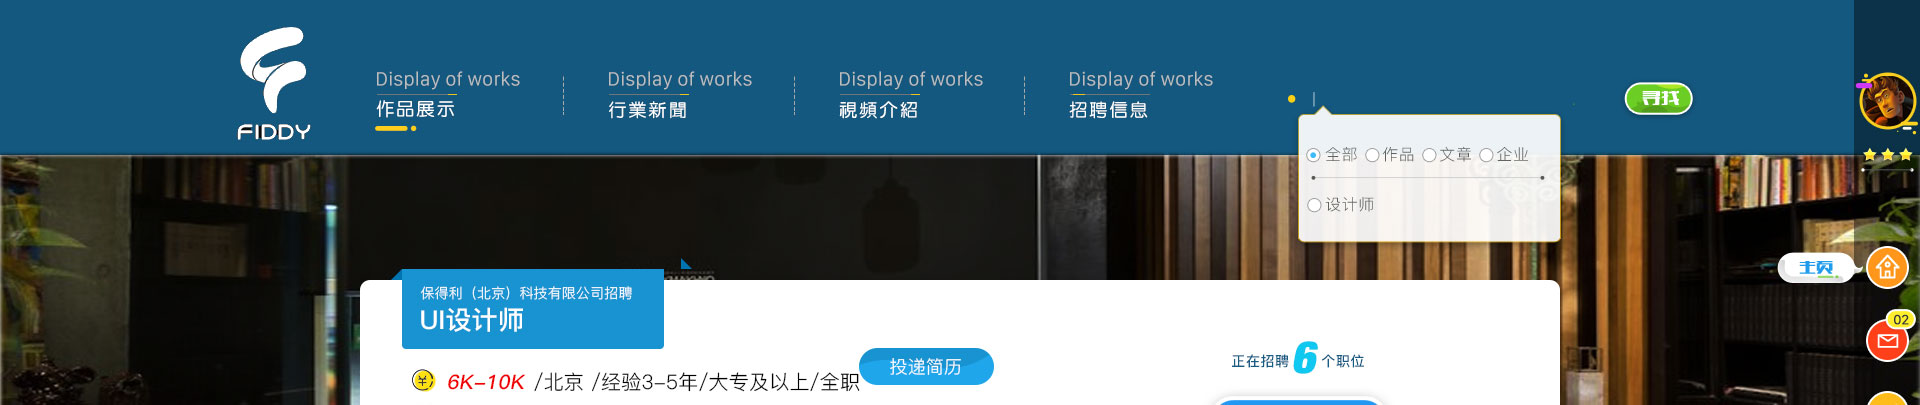 FIDDY
Display of works
作品展示
Display of works
行業新聞
Display of works
視頻介紹
Display of works
招聘信息
寻找
全部 作品 文章 企业
设计师
主页
02
保得利（北京）科技有限公司招聘
UI设计师
¥ 6K-10K /北京 /经验3-5年/大专及以上/全职
投递简历
正在招聘 6 个职位